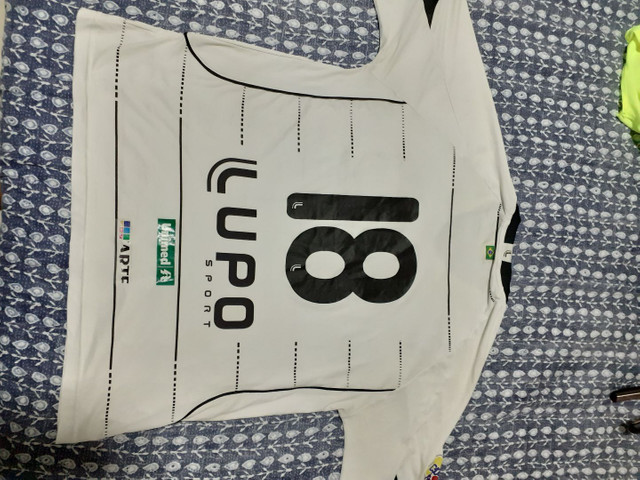 18
LUPO
SPORT
Unimed
APTC